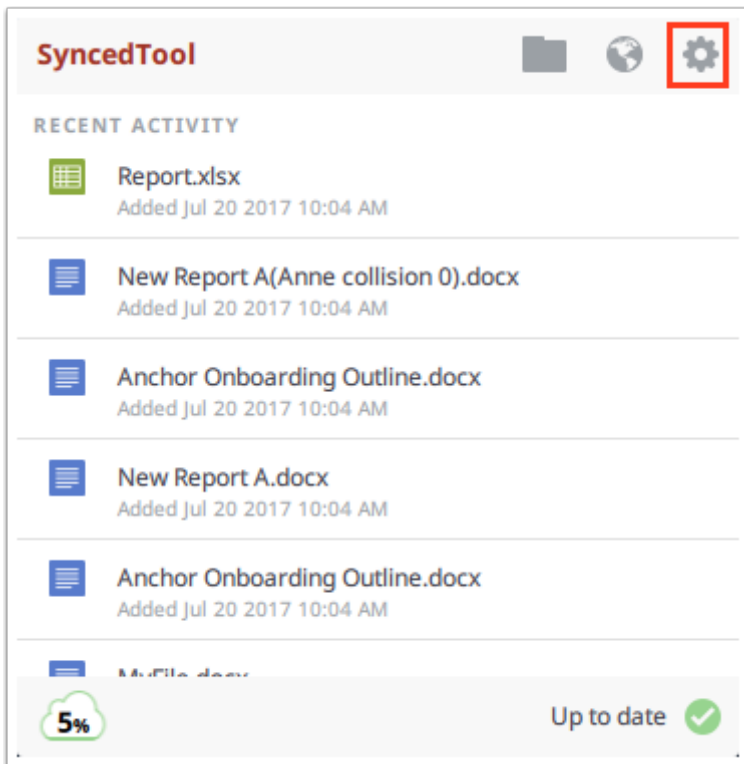 SyncedTool
RECENT ACTIVITY
Report.xlsx
Added Jul 20 2017 10:04 AM
New Report A(Anne collision 0).docx
Added Jul 20 2017 10:04 AM
Anchor Onboarding Outline.docx
Added Jul 20 2017 10:04 AM
New Report A.docx
Added Jul 20 2017 10:04 AM
Anchor Onboarding Outline.docx
Added Jul 20 2017 10:04 AM
MyFile.docx
5%
Up to date